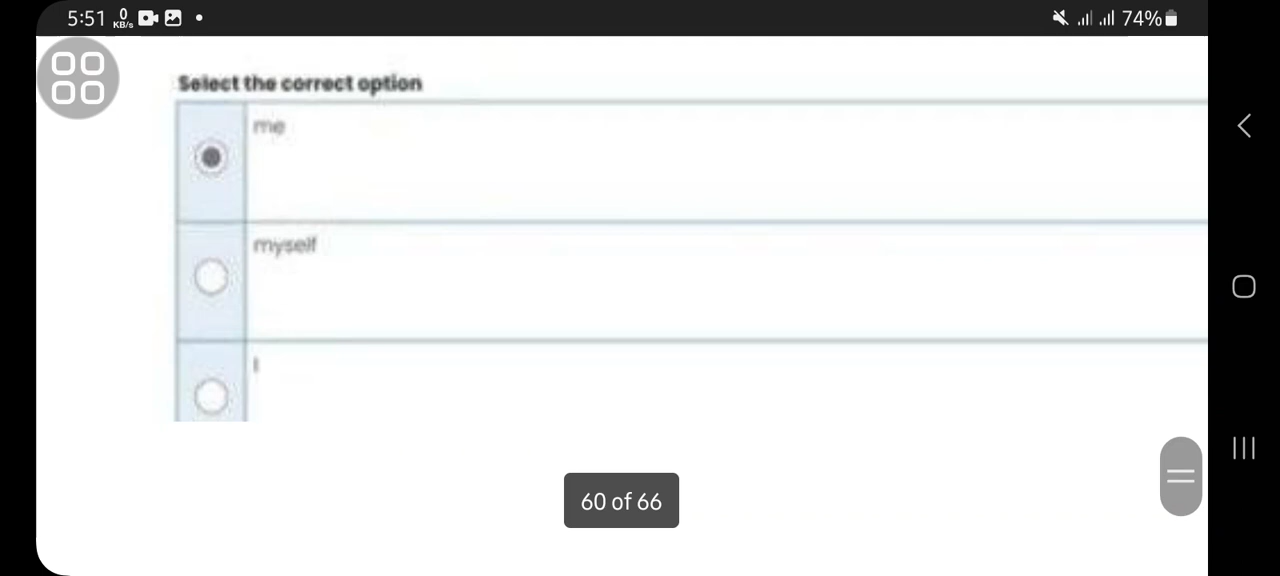 5:51 0 KB/s 74%
Select the correct option
me
myself
I
60 of 66